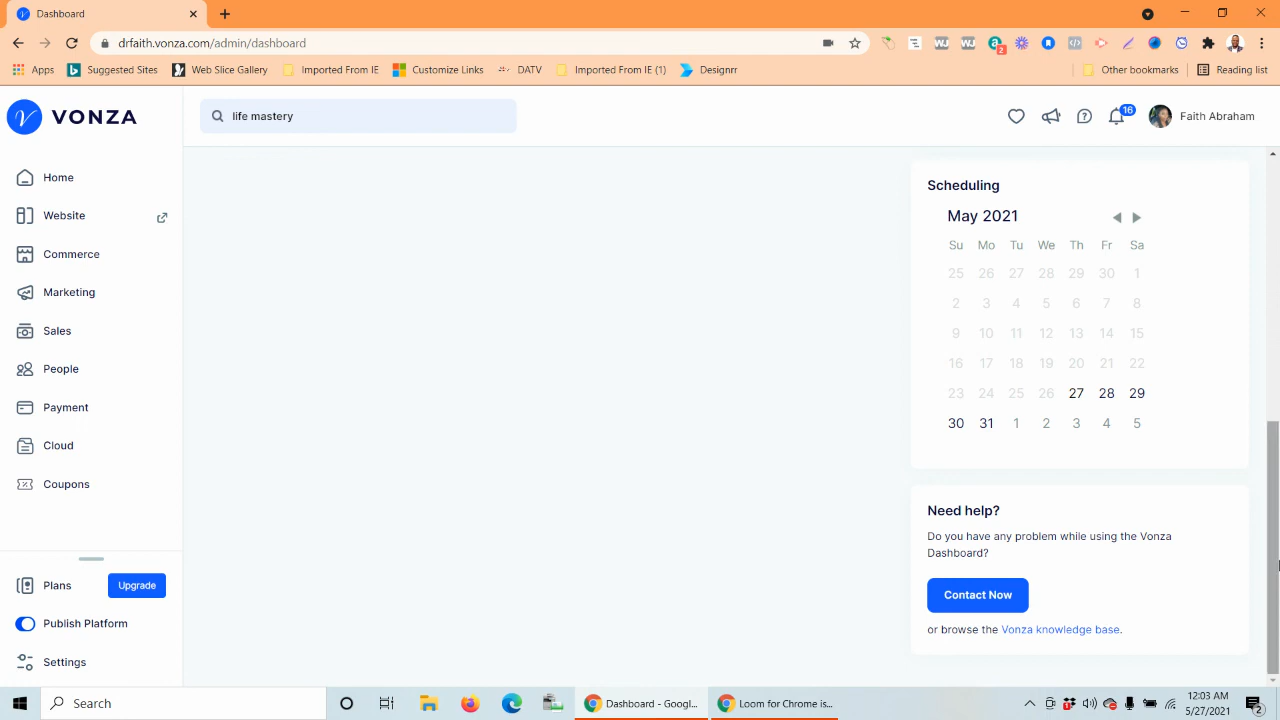 Dashboard
drfaith.vonza.com/admin/dashboard
2
Apps Suggested Sites Web Slice Gallery Imported From IE Customize Links DATV Imported From IE (1) Designrr Other bookmarks Reading list
VONZA
life mastery
16
Faith Abraham
Home
Website
Commerce
Marketing
Sales
People
Payment
Cloud
Coupons
Plans Upgrade
Publish Platform
Settings
Scheduling
May 2021
Su Mo Tu We Th Fr Sa
25 26 27 28 29 30 1
2 3 4 5 6 7 8
9 10 11 12 13 14 15
16 17 18 19 20 21 22
23 24 25 26 27 28 29
30 31 1 2 3 4 5
Need help?
Do you have any problem while using the Vonza
Dashboard?
Contact Now
or browse the Vonza knowledge base.
Search
Dashboard - Googl...
Loom for Chrome is...
12:03 AM
5/27/2021
2